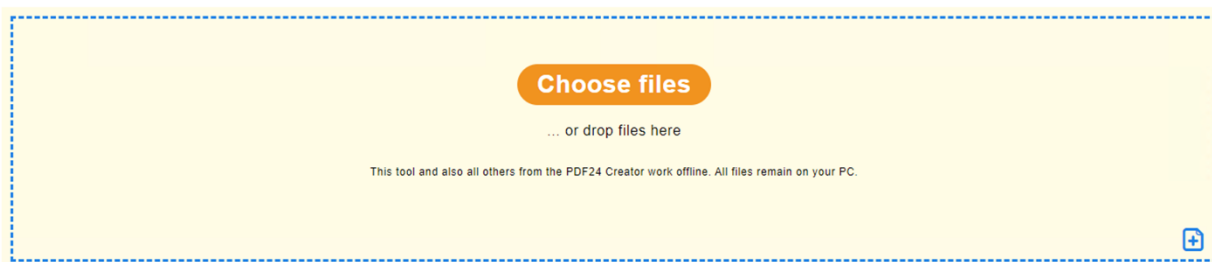 Choose files
... or drop files here
This tool and also all others from the PDF24 Creator work offline. All files remain on your PC.